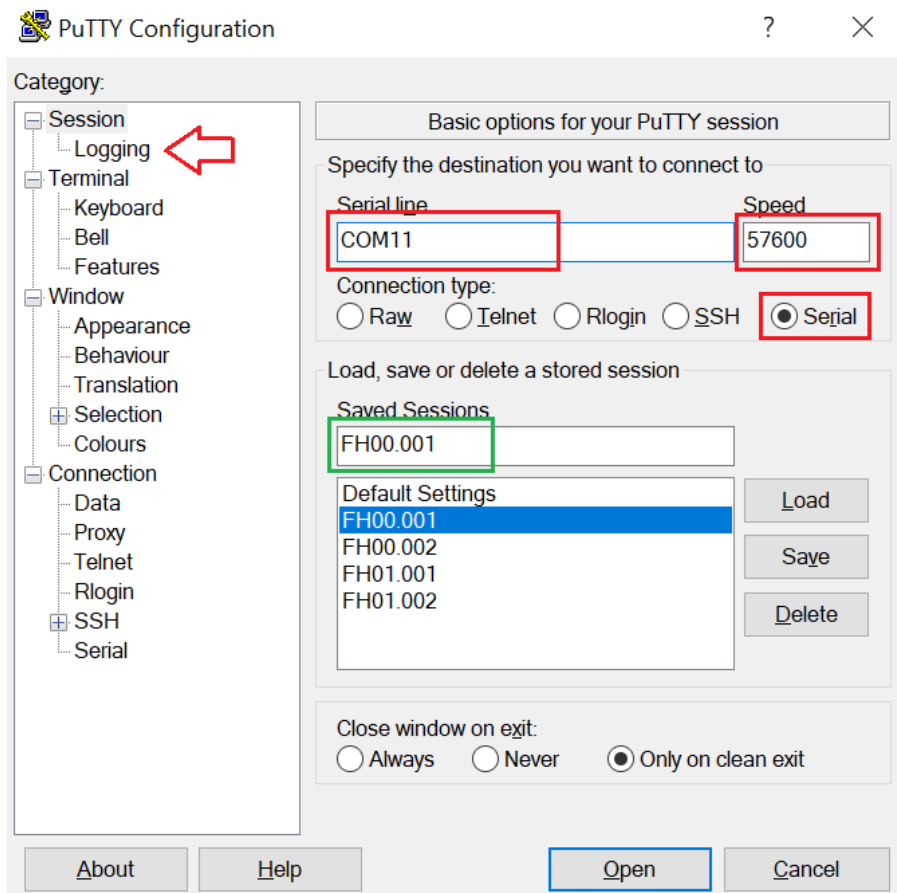 PuTTY Configuration
?
Category:
Session
Logging
Terminal
Keyboard
Bell
Features
Window
Appearance
Behaviour
Translation
Selection
Colours
Connection
Data
Proxy
Telnet
Rlogin
SSH
Serial
Basic options for your PuTTY session
Specify the destination you want to connect to
Serial line Speed
COM11 57600
Connection type:
Raw Telnet Rlogin SSH Serial
Load, save or delete a stored session
Saved Sessions
FH00.001
Default Settings
FH00.001
FH00.002
FH01.001
FH01.002
Load
Save
Delete
Close window on exit:
Always Never Only on clean exit
About Help Open Cancel